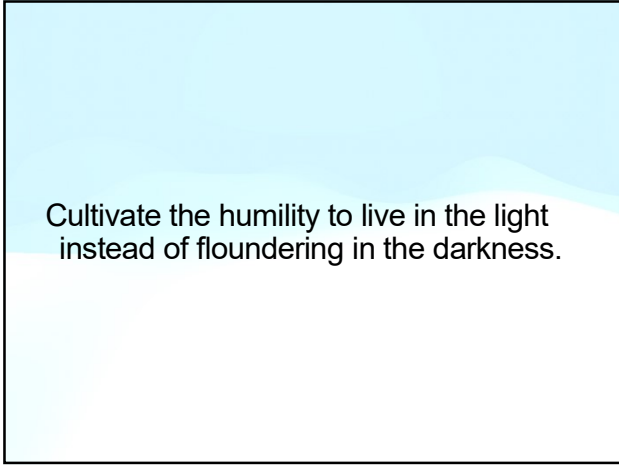 Cultivate the humility to live in the light
instead of floundering in the darkness.